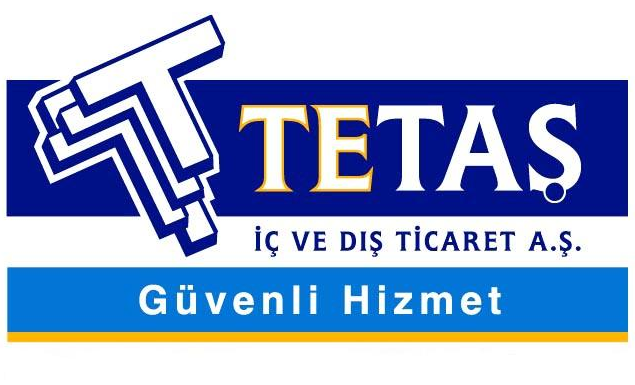 TETAŞ
İÇ VE DIŞ TİCARET A.Ş.
Güvenli Hizmet